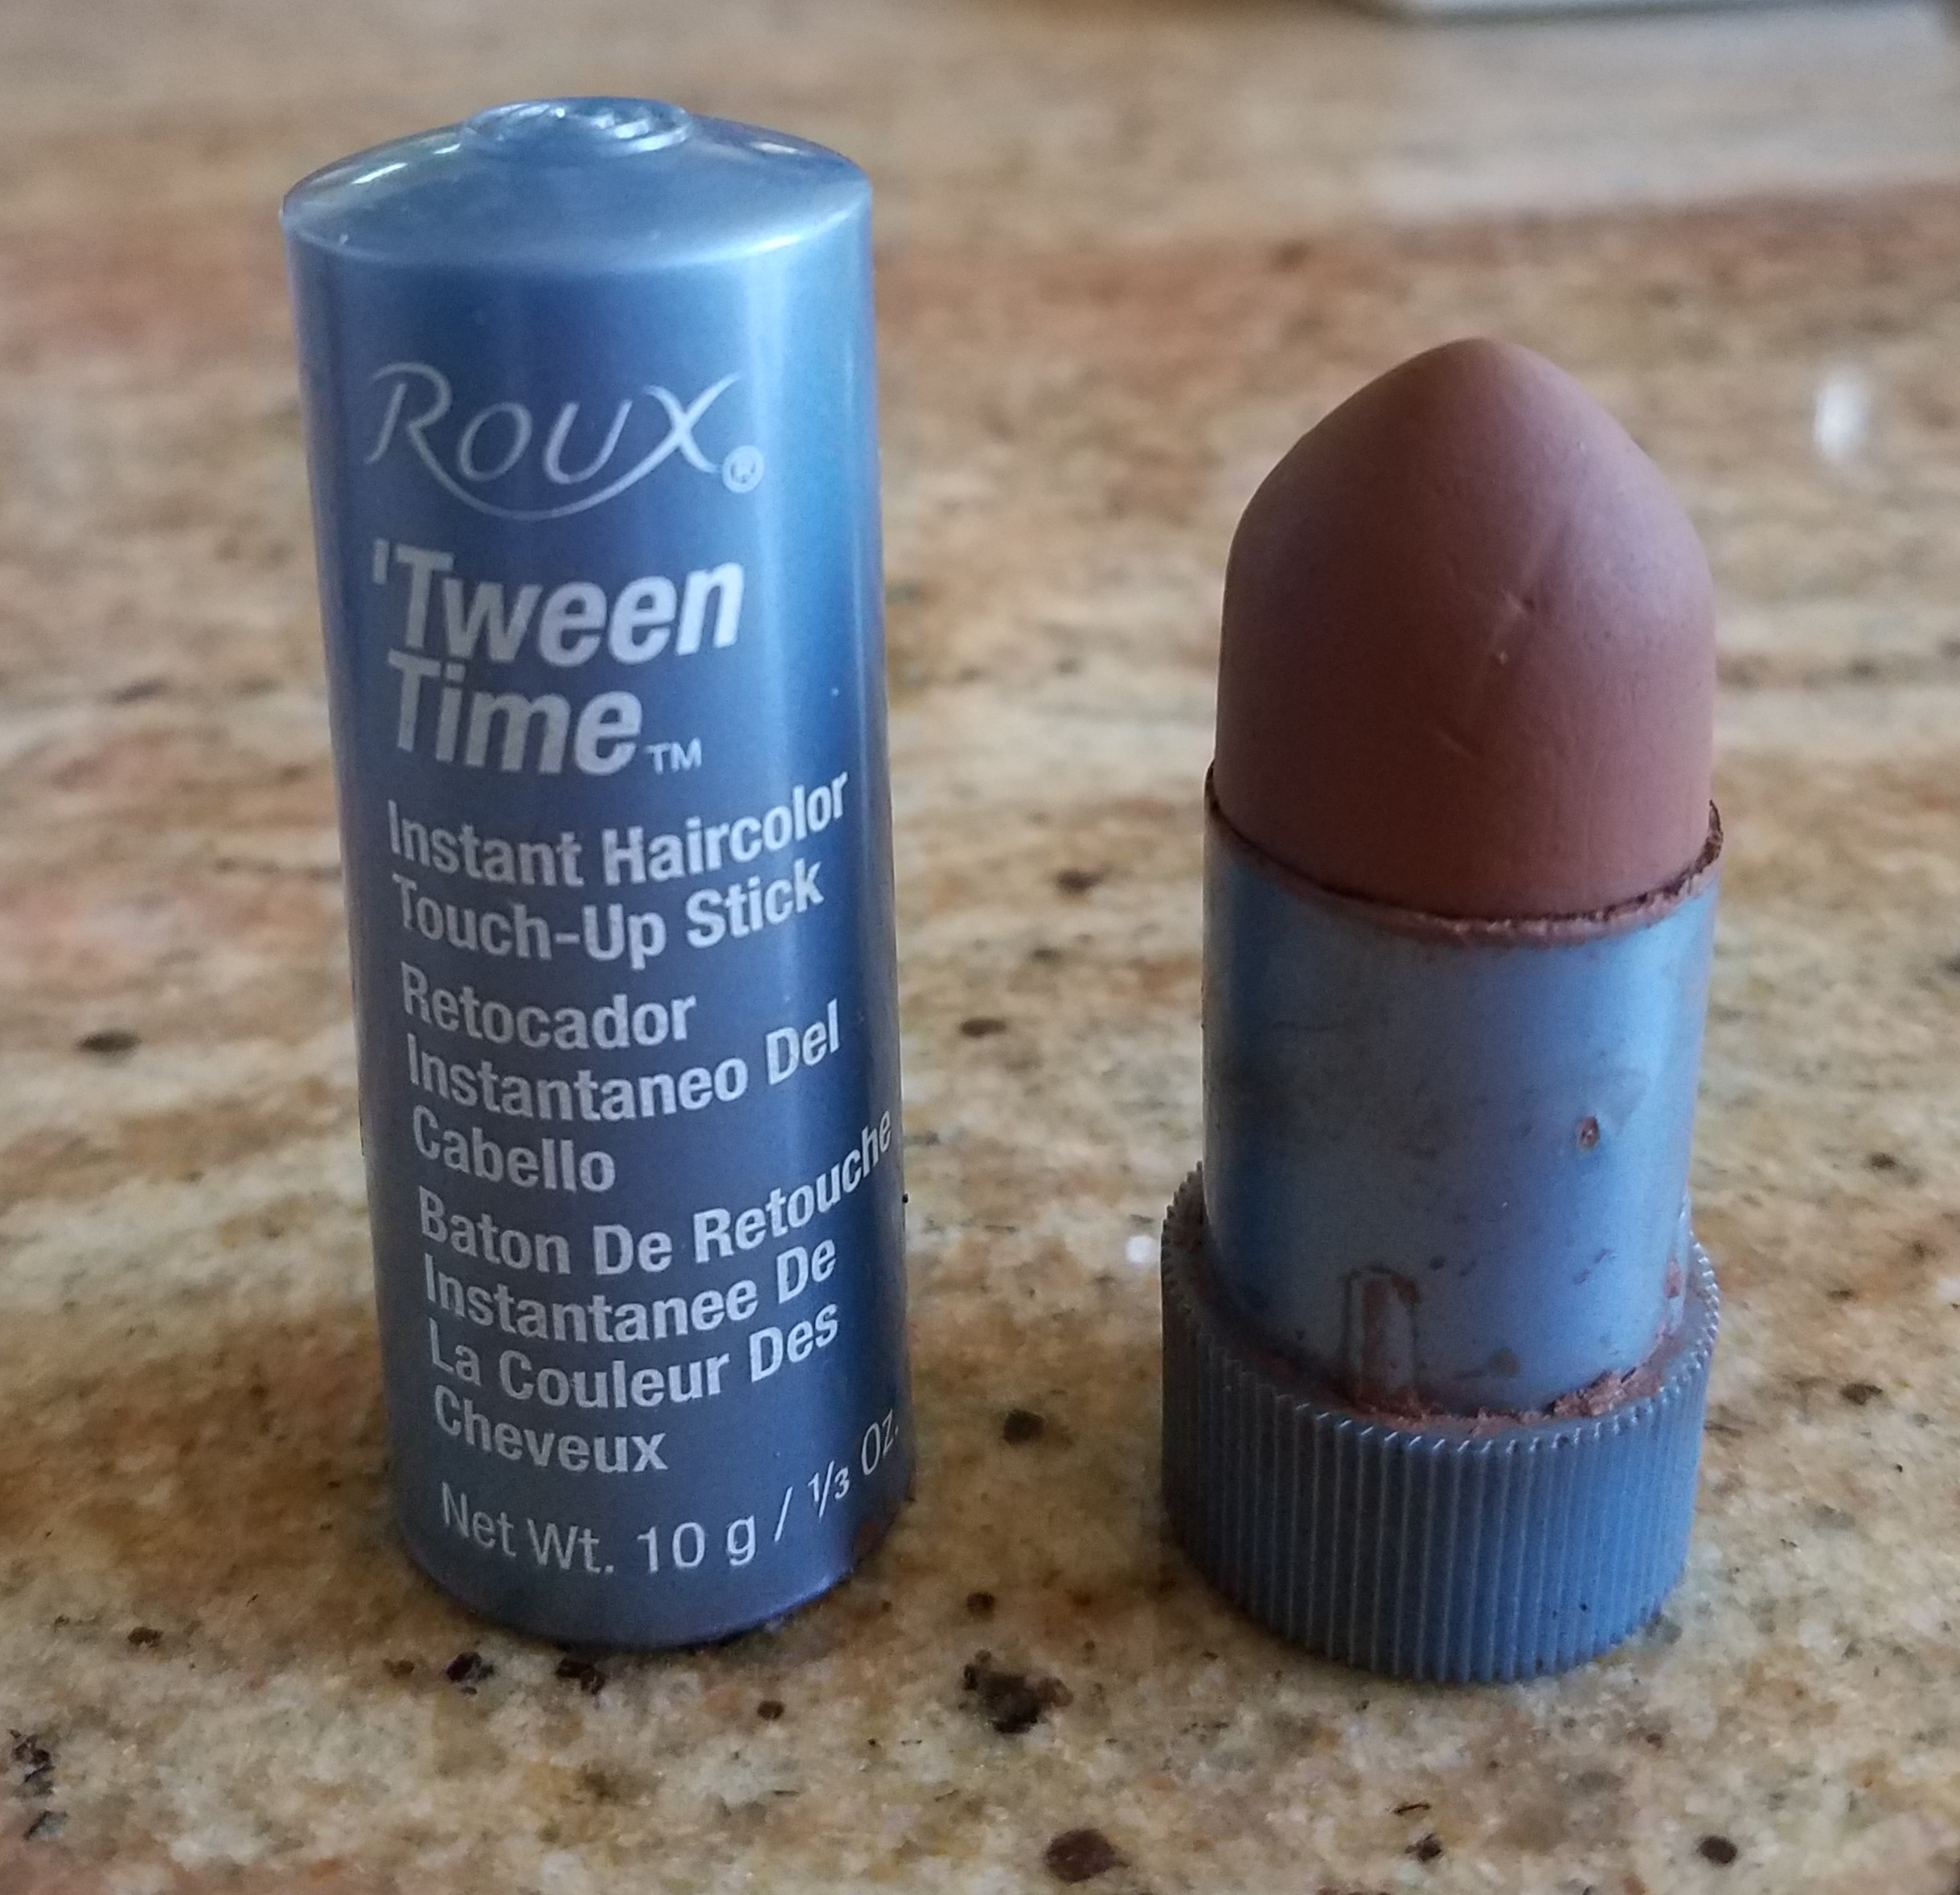 Roux®
'Tween
Time™
Instant Haircolor
Touch-Up Stick
Retocador
Instantaneo Del
Cabello
Baton De Retouche
Instantanee De
La Couleur Des
Cheveux
Net Wt. 10 g / ⅓ Oz.